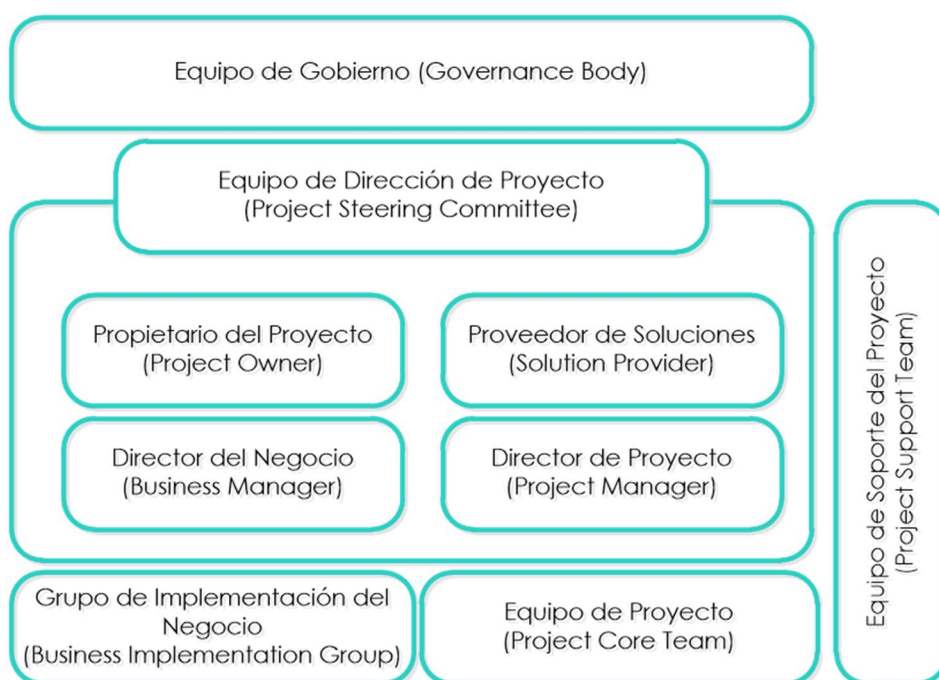 Equipo de Gobierno (Governance Body)
Equipo de Dirección de Proyecto
(Project Steering Committee)
Propietario del Proyecto
(Project Owner)
Proveedor de Soluciones
(Solution Provider)
Director del Negocio
(Business Manager)
Director de Proyecto
(Project Manager)
Grupo de Implementación del
Negocio
(Business Implementation Group)
Equipo de Proyecto
(Project Core Team)
Equipo de Soporte del Proyecto
(Project Support Team)